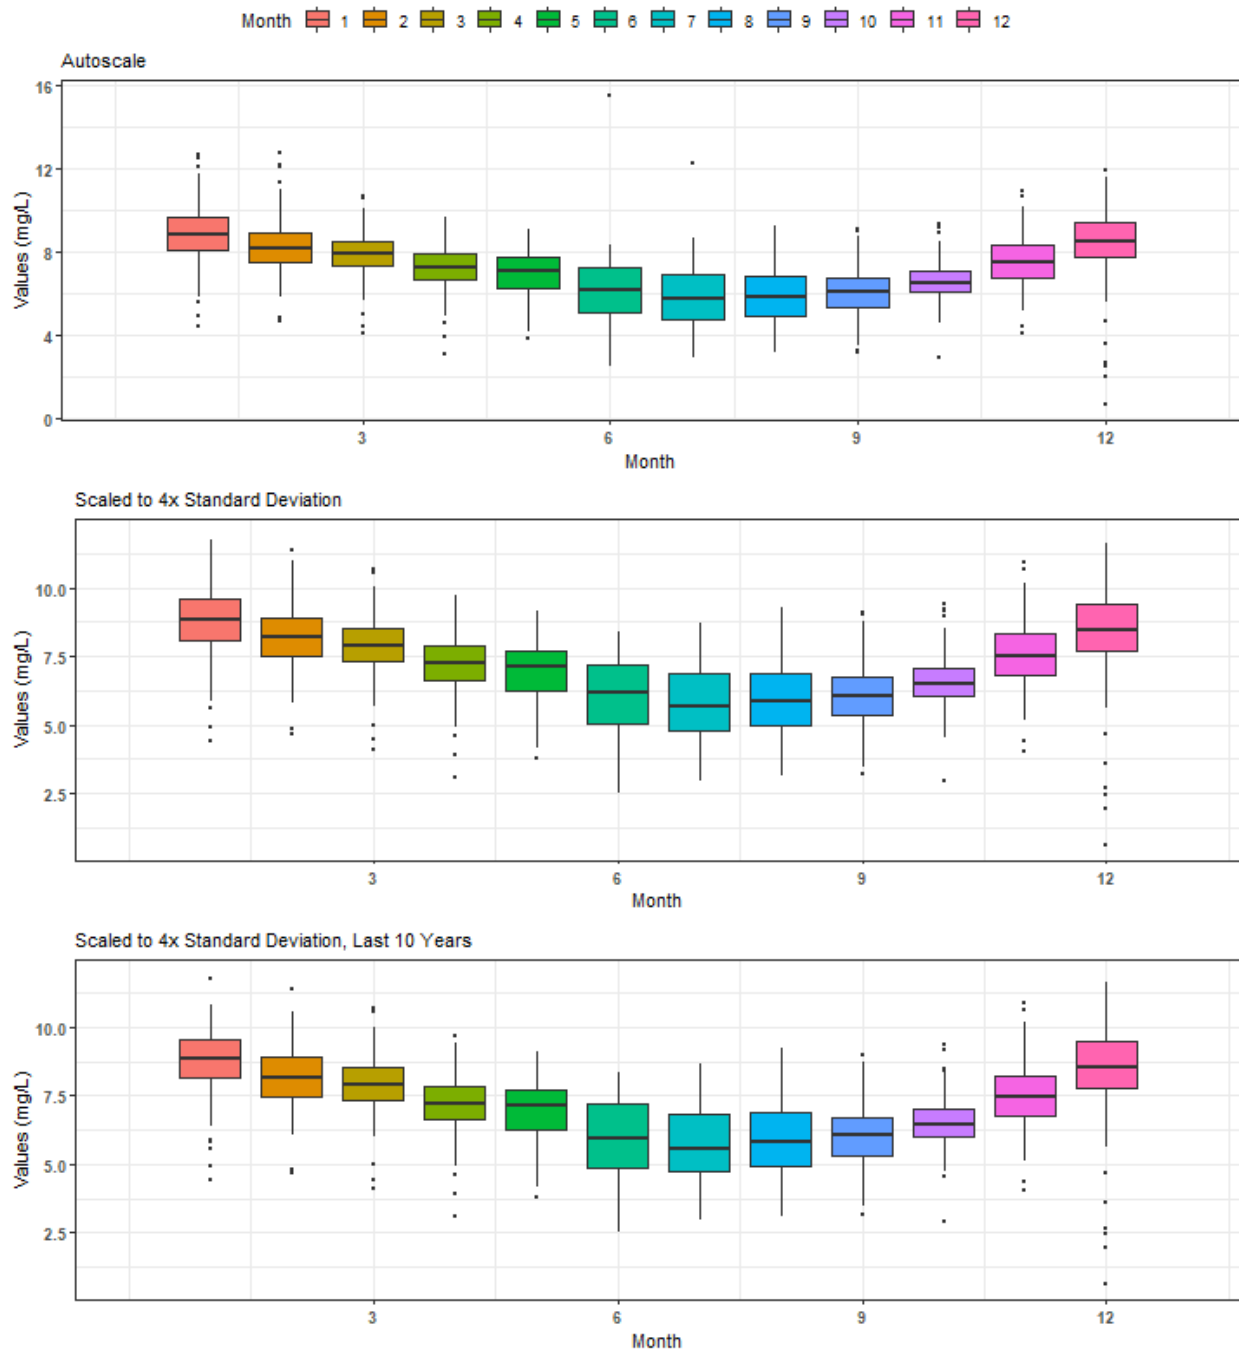 Month 1 2 3 4 5 6 7 8 9 10 11 12
Autoscale
Values (mg/L)
16
12
8
4
0
3 6 9 12
Month
Scaled to 4x Standard Deviation
Values (mg/L)
10.0
7.5
5.0
2.5
3 6 9 12
Month
Scaled to 4x Standard Deviation, Last 10 Years
Values (mg/L)
10.0
7.5
5.0
2.5
3 6 9 12
Month